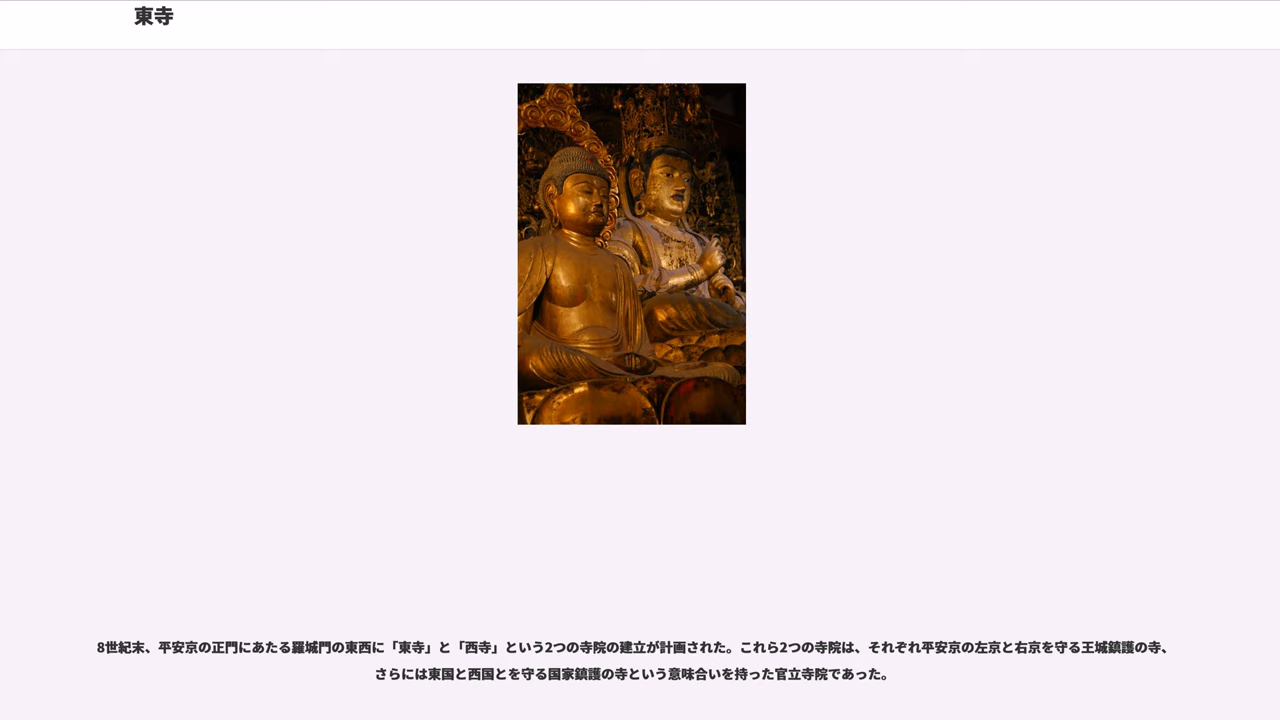 東寺
8世紀末、平安京の正門にあたる羅城門の東西に「東寺」と「西寺」という2つの寺院の建立が計画された。これら2つの寺院は、それぞれ平安京の左京と右京を守る王城鎮護の寺、
さらには東国と西国とを守る国家鎮護の寺という意味合いを持った官立寺院であった。